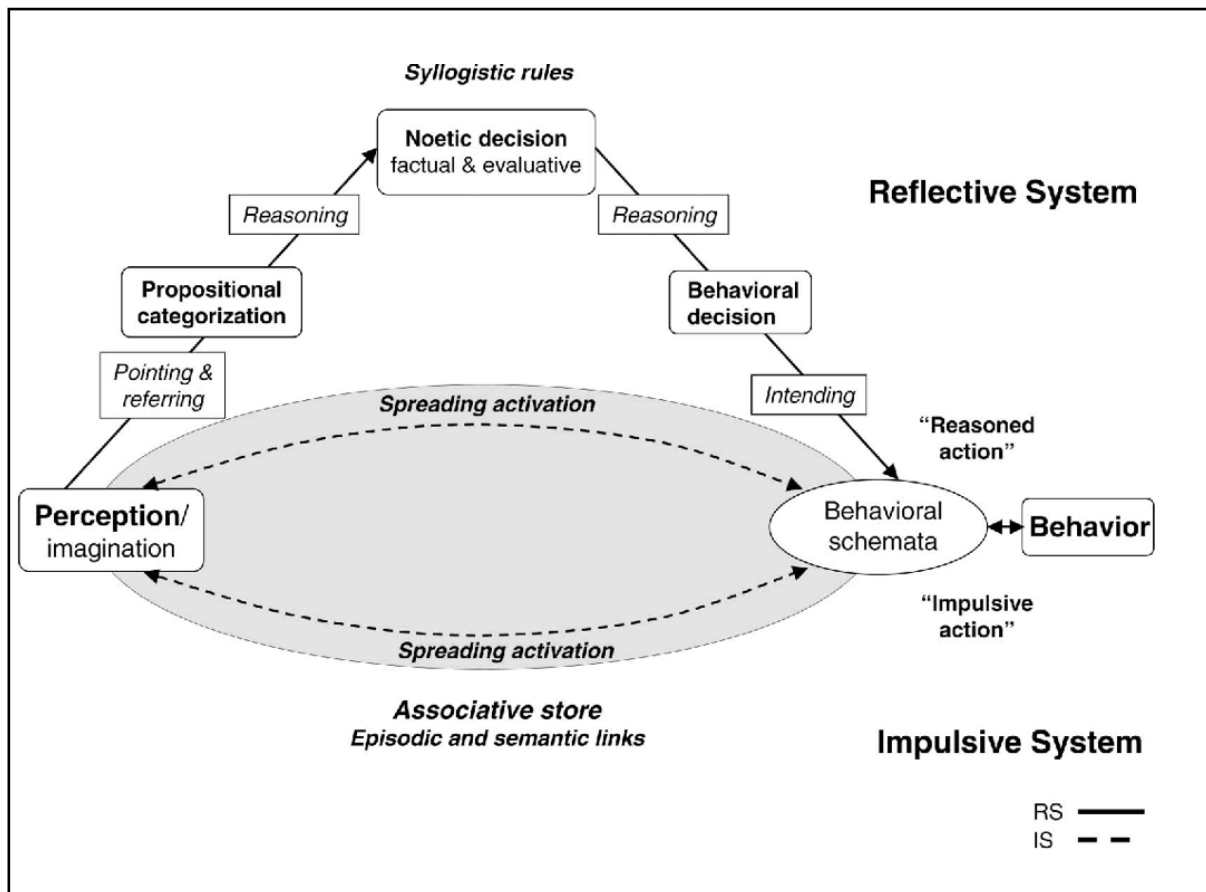 Syllogistic rules
Noetic decision
factual & evaluative
Reflective System
Reasoning
Reasoning
Propositional
categorization
Behavioral
decision
Pointing &
referring
Intending
Spreading activation
“Reasoned
action”
Perception/
imagination
Behavioral
schemata
Behavior
“Impulsive
action”
Spreading activation
Associative store
Episodic and semantic links
Impulsive System
RS
IS